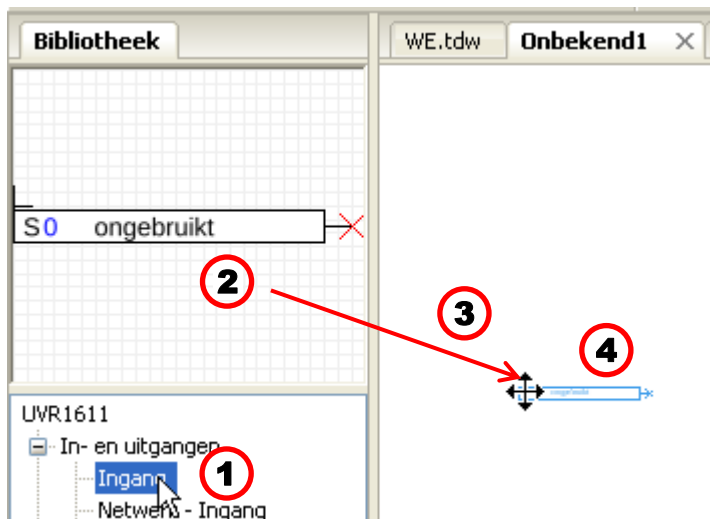 Bibliotheek
WE.tdw Onbekend1
S0 ongebruikt
2
3
4
UVR1611
In- en uitgangen
Ingang
1
Netwerk - Ingang